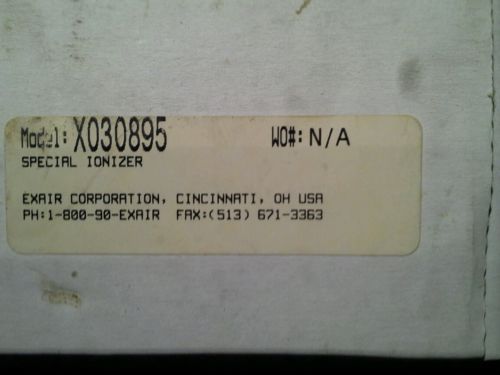 Model: X030895 WO#: N/A
SPECIAL IONIZER
EXAIR CORPORATION, CINCINNATI, OH USA
PH:1-800-90-EXAIR FAX:(513) 671-3363